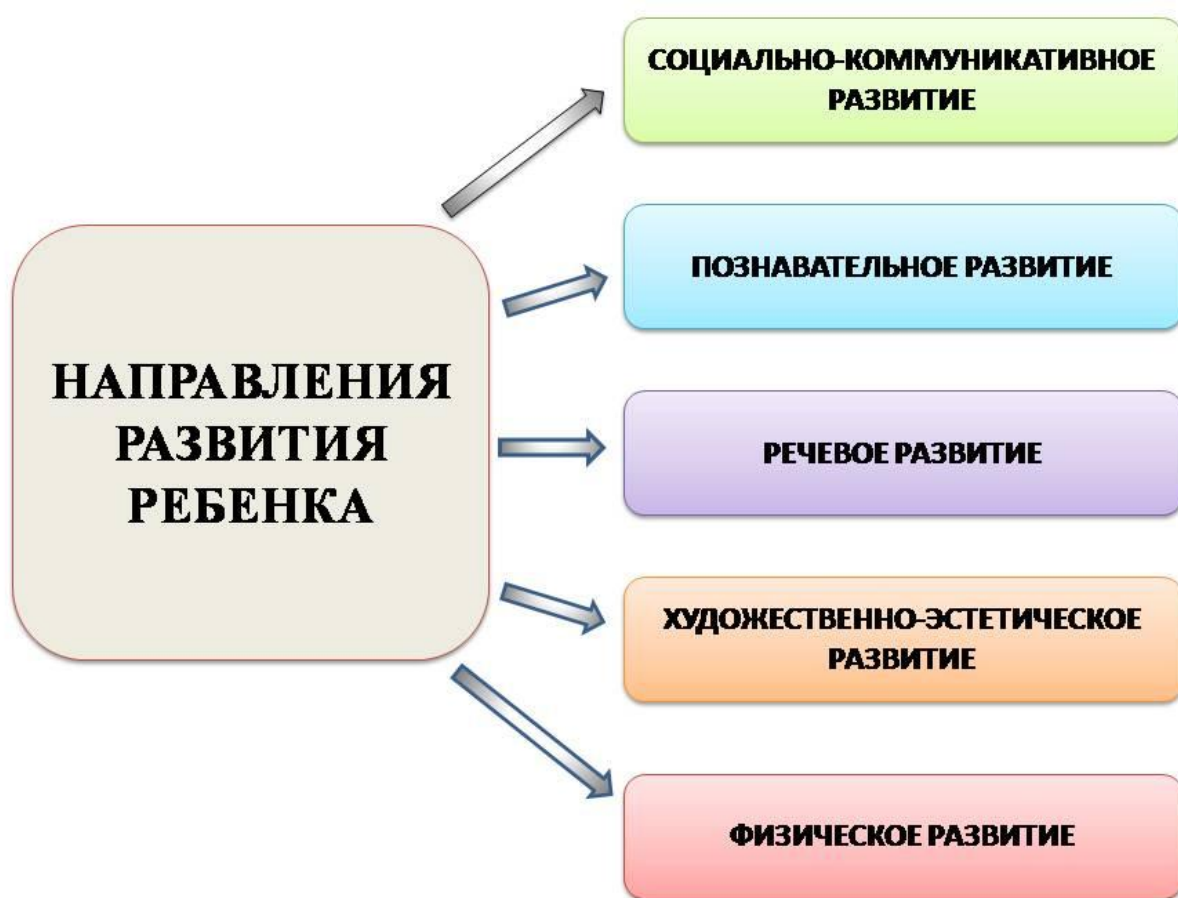 НАПРАВЛЕНИЯ
РАЗВИТИЯ
РЕБЕНКА
СОЦИАЛЬНО-КОММУНИКАТИВНОЕ
РАЗВИТИЕ
ПОЗНАВАТЕЛЬНОЕ РАЗВИТИЕ
РЕЧЕВОЕ РАЗВИТИЕ
ХУДОЖЕСТВЕННО-ЭСТЕТИЧЕСКОЕ
РАЗВИТИЕ
ФИЗИЧЕСКОЕ РАЗВИТИЕ